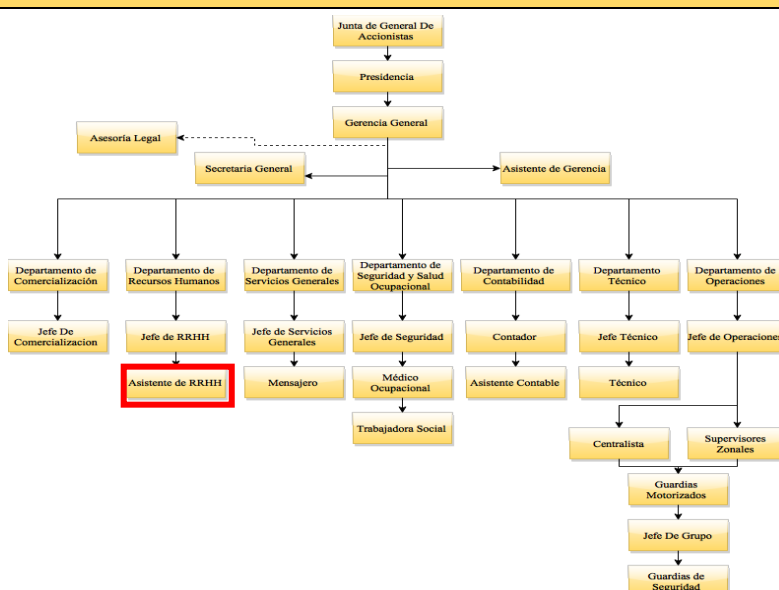 Junta de General De
Accionistas
Presidencia
Gerencia General
Asesoría Legal
Secretaria General
Asistente de Gerencia
Departamento de
Comercialización
Departamento de
Recursos Humanos
Departamento de
Servicios Generales
Departamento de
Seguridad y Salud
Ocupacional
Departamento de
Contabilidad
Departamento
Técnico
Departamento de
Operaciones
Jefe De
Comercializacion
Jefe de RRHH
Jefe de Servicios
Generales
Jefe de Seguridad
Contador
Jefe Técnico
Jefe de Operaciones
Asistente de RRHH
Mensajero
Médico
Ocupacional
Asistente Contable
Técnico
Trabajadora Social
Centralista
Supervisores
Zonales
Guardias
Motorizados
Jefe De Grupo
Guardias de
Seguridad